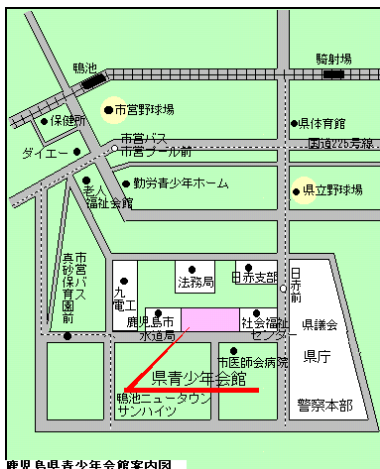 鴨池
騎射場
市営野球場
保健所
県体育館
市営バス
市営プール前
国道225号線
ダイエー
老人
福祉会館
勤労青少年ホーム
県立野球場
市営バス
真砂保育園前
九電工
法務局
日赤支部
日赤前
鹿児島市
水道局
社会福祉
センター
県議会
県庁
市医師会病院
県青少年会館
鴨池ニュータウン
サンハイツ
警察本部
鹿児島県青少年会館案内図